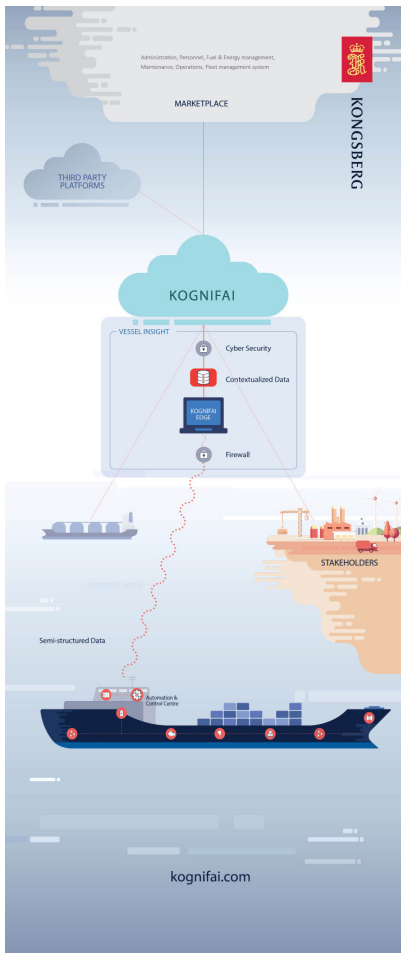 Administration, Personnel, Fuel & Energy management,
Maintenance, Operations, Fleet management system
MARKETPLACE
KONGSBERG
THIRD PARTY
PLATFORMS
KOGNIFAI
VESSEL INSIGHT
Cyber Security
Contextualized Data
KOGNIFAI
EDGE
Firewall
STAKEHOLDERS
Semi-structured Data
Automation &
Control Centre
kognifai.com